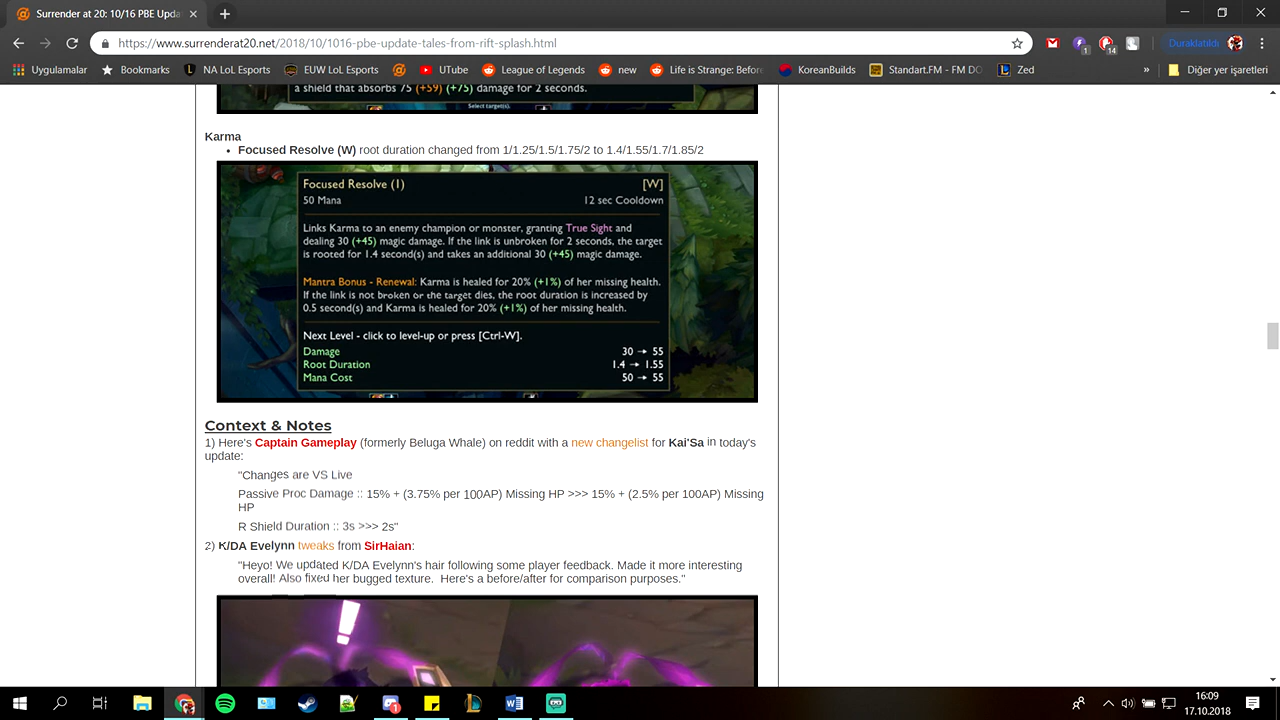 Surrender at 20: 10/16 PBE Upda
https://www.surrenderat20.net/2018/10/1016-pbe-update-tales-from-rift-splash.html
1
14
Duraklatıldı
Uygulamalar
Bookmarks
NA LoL Esports
EUW LoL Esports
UTube
League of Legends
new
Life is Strange: Before
KoreanBuilds
Standart.FM - FM DO
Zed
»
Diğer yer işaretleri
a shield that absorbs 75 (+59) (+75) damage for 2 seconds.
Select target(s).
Karma
• Focused Resolve (W) root duration changed from 1/1.25/1.5/1.75/2 to 1.4/1.55/1.7/1.85/2
Focused Resolve (1) [W]
50 Mana 12 sec Cooldown
Links Karma to an enemy champion or monster, granting True Sight and
dealing 30 (+45) magic damage. If the link is unbroken for 2 seconds, the target
is rooted for 1.4 second(s) and takes an additional 30 (+45) magic damage.
Mantra Bonus - Renewal: Karma is healed for 20% (+1%) of her missing health.
If the link is not broken or the target dies, the root duration is increased by
0.5 second(s) and Karma is healed for 20% (+1%) of her missing health.
Next Level - click to level-up or press [Ctrl-W].
Damage 30 → 55
Root Duration 1.4 → 1.55
Mana Cost 50 → 55
Context & Notes
1) Here's Captain Gameplay (formerly Beluga Whale) on reddit with a new changelist for Kai'Sa in today's
update:
"Changes are VS Live
Passive Proc Damage :: 15% + (3.75% per 100AP) Missing HP >>> 15% + (2.5% per 100AP) Missing
HP
R Shield Duration :: 3s >>> 2s"
2) K/DA Evelynn tweaks from SirHaian:
"Heyo! We updated K/DA Evelynn's hair following some player feedback. Made it more interesting
overall! Also fixed her bugged texture.  Here's a before/after for comparison purposes."
16:09
17.10.2018